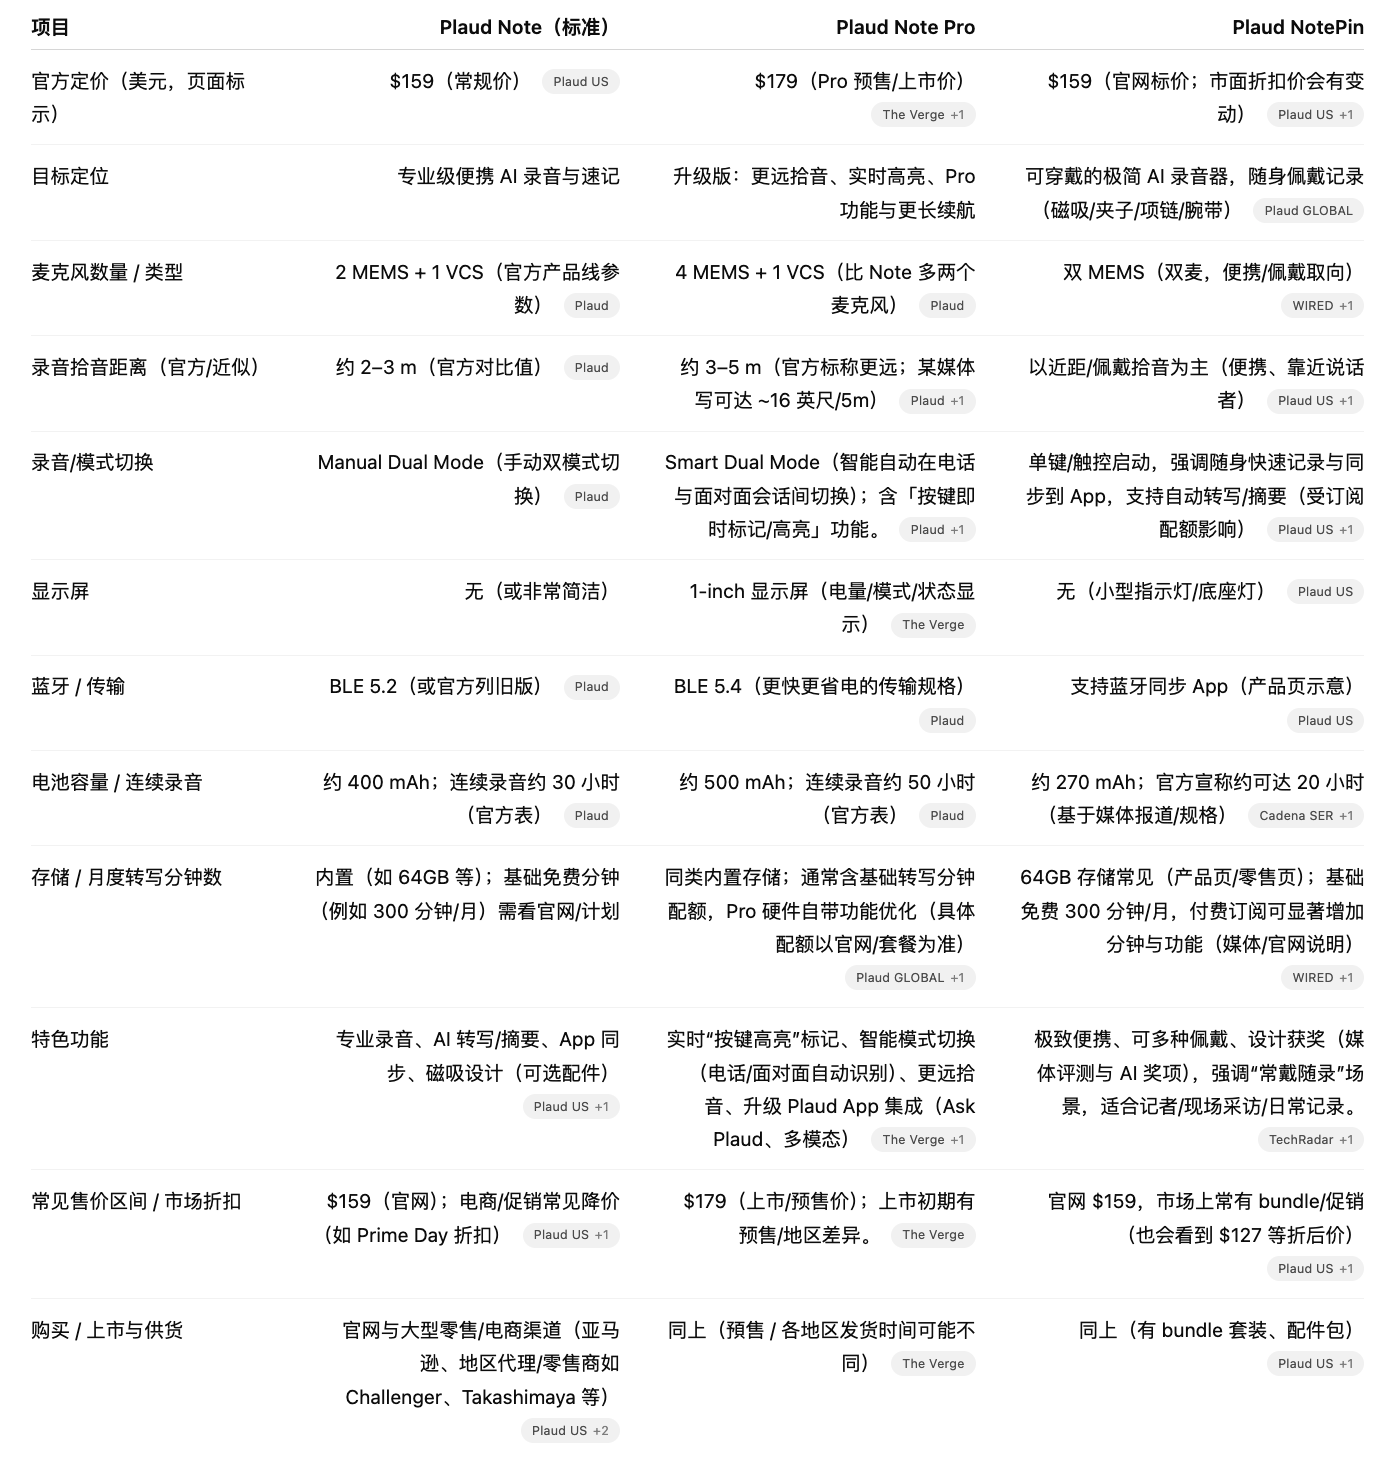 项目 Plaud Note（标准） Plaud Note Pro Plaud NotePin
官方定价（美元，页面标
示）
$159（常规价） Plaud US
$179（Pro 预售/上市价）
The Verge +1
$159（官网标价；市面折扣价会有变
动） Plaud US +1
目标定位
专业级便携 AI 录音与速记
升级版：更远拾音、实时高亮、Pro
功能与更长续航
可穿戴的极简 AI 录音器，随身佩戴记录
（磁吸/夹子/项链/腕带） Plaud GLOBAL
麦克风数量 / 类型
2 MEMS + 1 VCS（官方产品线参
数） Plaud
4 MEMS + 1 VCS（比 Note 多两个
麦克风） Plaud
双 MEMS（双麦，便携/佩戴取向）
WIRED +1
录音拾音距离（官方/近似）
约 2–3 m（官方对比值） Plaud
约 3–5 m（官方标称更远；某媒体
写可达 ~16 英尺/5m） Plaud +1
以近距/佩戴拾音为主（便携、靠近说话
者） Plaud US +1
录音/模式切换
Manual Dual Mode（手动双模式切
换） Plaud
Smart Dual Mode（智能自动在电话
与面对面会话间切换）；含「按键即
时标记/高亮」功能。 Plaud +1
单键/触控启动，强调随身快速记录与同
步到 App，支持自动转写/摘要（受订阅
配额影响） Plaud US +1
显示屏
无（或非常简洁）
1-inch 显示屏（电量/模式/状态显
示） The Verge
无（小型指示灯/底座灯） Plaud US
蓝牙 / 传输
BLE 5.2（或官方列旧版） Plaud
BLE 5.4（更快更省电的传输规格）
Plaud
支持蓝牙同步 App（产品页示意）
Plaud US
电池容量 / 连续录音
约 400 mAh；连续录音约 30 小时
（官方表） Plaud
约 500 mAh；连续录音约 50 小时
（官方表） Plaud
约 270 mAh；官方宣称约可达 20 小时
（基于媒体报道/规格） Cadena SER +1
存储 / 月度转写分钟数
内置（如 64GB 等）；基础免费分钟
（例如 300 分钟/月）需看官网/计划
同类内置存储；通常含基础转写分钟
配额，Pro 硬件自带功能优化（具体
配额以官网/套餐为准）
Plaud GLOBAL +1
64GB 存储常见（产品页/零售页）；基础
免费 300 分钟/月，付费订阅可显著增加
分钟与功能（媒体/官网说明）
WIRED +1
特色功能
专业录音、AI 转写/摘要、App 同
步、磁吸设计（可选配件）
Plaud US +1
实时“按键高亮”标记、智能模式切换
（电话/面对面自动识别）、更远拾
音、升级 Plaud App 集成（Ask
Plaud、多模态） The Verge +1
极致便携、可多种佩戴、设计获奖（媒
体评测与 AI 奖项），强调“常戴随录”场
景，适合记者/现场采访/日常记录。
TechRadar +1
常见售价区间 / 市场折扣
$159（官网）；电商/促销常见降价
（如 Prime Day 折扣） Plaud US +1
$179（上市/预售价）；上市初期有
预售/地区差异。 The Verge
官网 $159，市场上常有 bundle/促销
（也会看到 $127 等折后价）
Plaud US +1
购买 / 上市与供货
官网与大型零售/电商渠道（亚马
逊、地区代理/零售商如
Challenger、Takashimaya 等）
Plaud US +2
同上（預售 / 各地区发货时间可能不
同） The Verge
同上（有 bundle 套装、配件包）
Plaud US +1